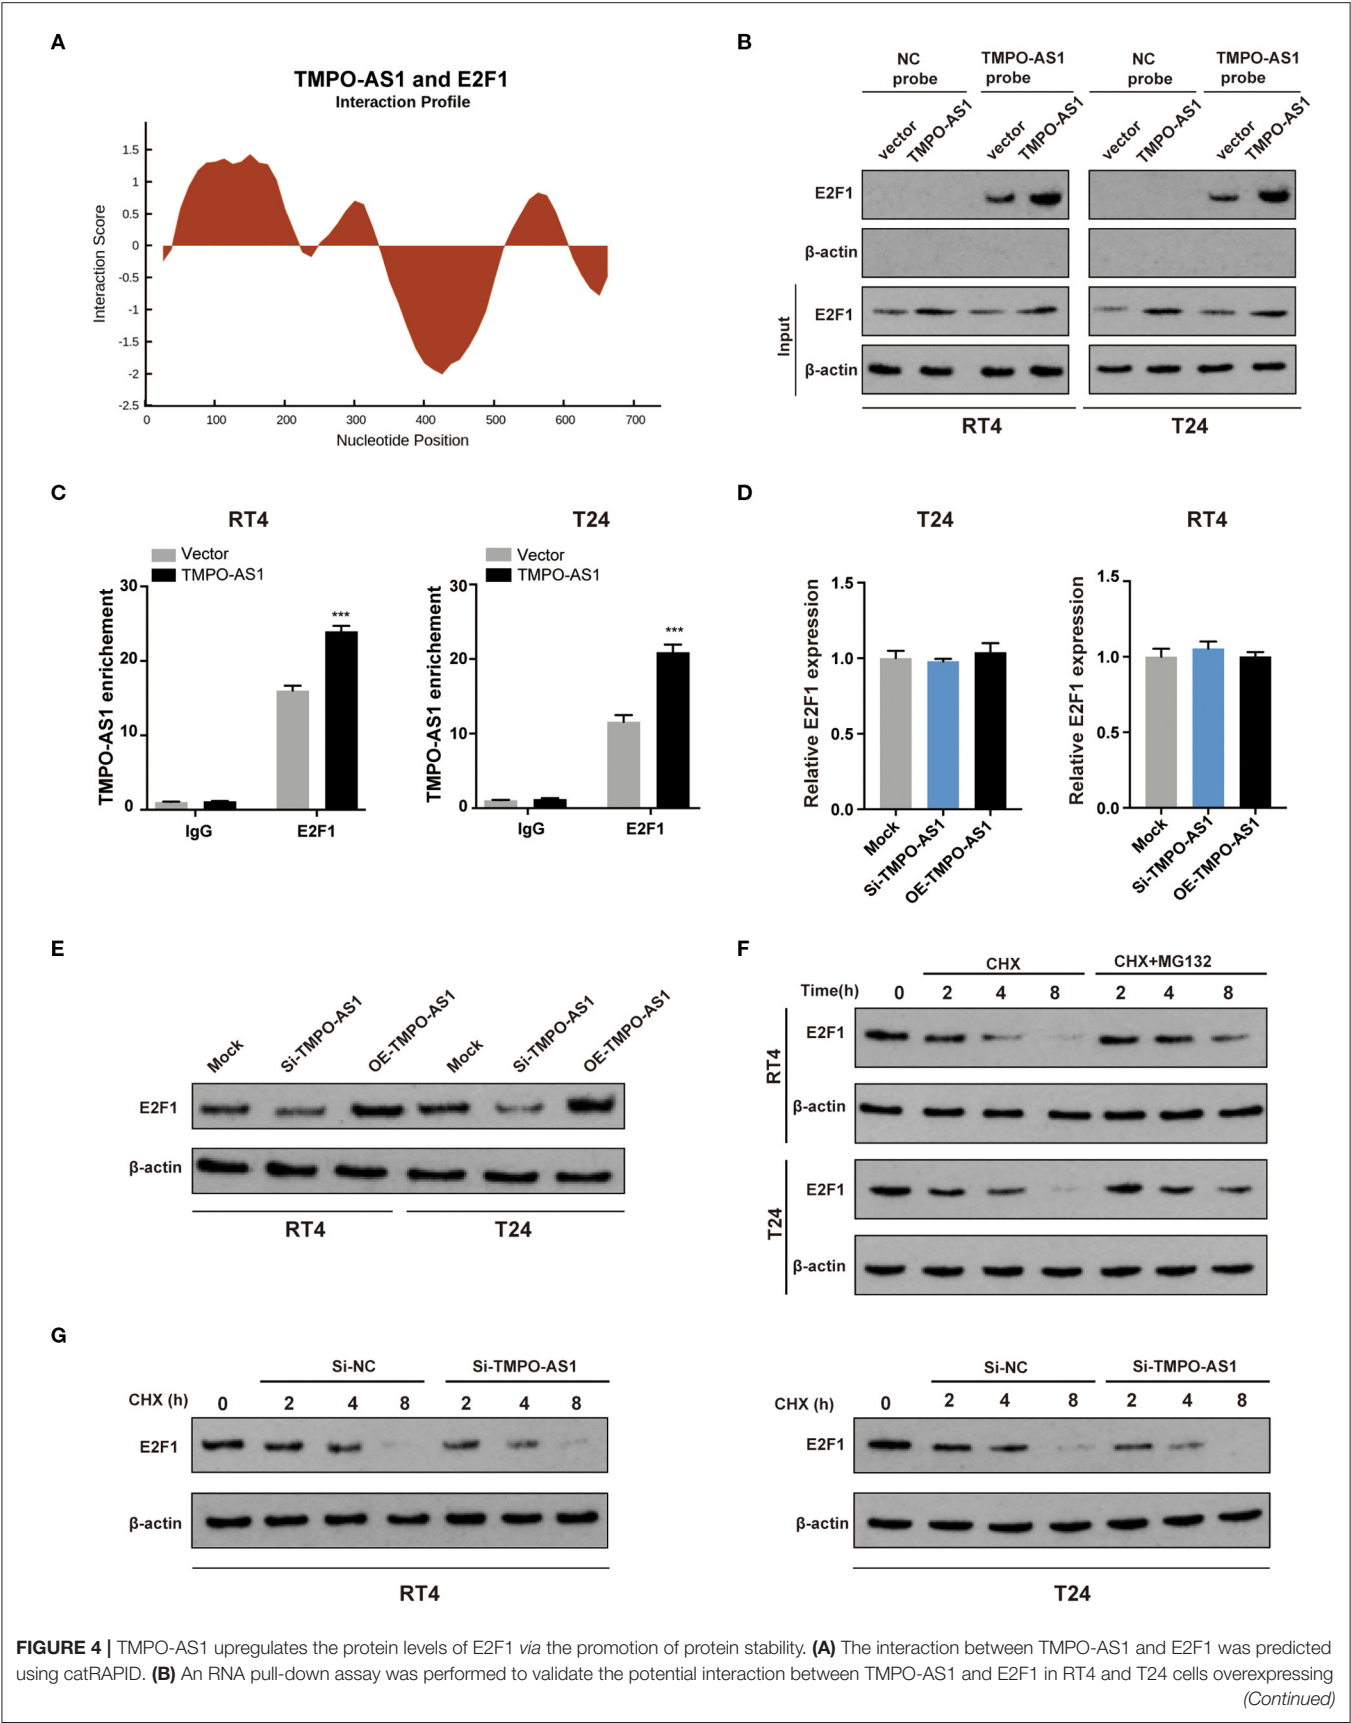 A
TMPO-AS1 and E2F1
Interaction Profile
Interaction Score
1.5
1
0.5
0
-0.5
-1
-1.5
-2
-2.5
0 100 200 300 400 500 600 700
Nucleotide Position
B
NC probe TMPO-AS1 probe NC probe TMPO-AS1 probe
vector TMPO-AS1 vector TMPO-AS1 vector TMPO-AS1 vector TMPO-AS1
E2F1
β-actin
Input
E2F1
β-actin
RT4 T24
C
RT4
Vector
TMPO-AS1
TMPO-AS1 enrichement
30
20
10
0
***
IgG E2F1
T24
Vector
TMPO-AS1
TMPO-AS1 enrichement
30
20
10
0
***
IgG E2F1
D
T24
Relative E2F1 expression
1.5
1.0
0.5
0.0
Mock Si-TMPO-AS1 OE-TMPO-AS1
RT4
Relative E2F1 expression
1.5
1.0
0.5
0.0
Mock Si-TMPO-AS1 OE-TMPO-AS1
E
Mock Si-TMPO-AS1 OE-TMPO-AS1 Mock Si-TMPO-AS1 OE-TMPO-AS1
E2F1
β-actin
RT4 T24
F
CHX CHX+MG132
Time(h) 0 2 4 8 2 4 8
RT4
E2F1
β-actin
T24
E2F1
β-actin
G
Si-NC Si-TMPO-AS1
CHX (h) 0 2 4 8 2 4 8
E2F1
β-actin
RT4
Si-NC Si-TMPO-AS1
CHX (h) 0 2 4 8 2 4 8
E2F1
β-actin
T24
FIGURE 4 | TMPO-AS1 upregulates the protein levels of E2F1 via the promotion of protein stability. (A) The interaction between TMPO-AS1 and E2F1 was predicted
using catRAPID. (B) An RNA pull-down assay was performed to validate the potential interaction between TMPO-AS1 and E2F1 in RT4 and T24 cells overexpressing
(Continued)